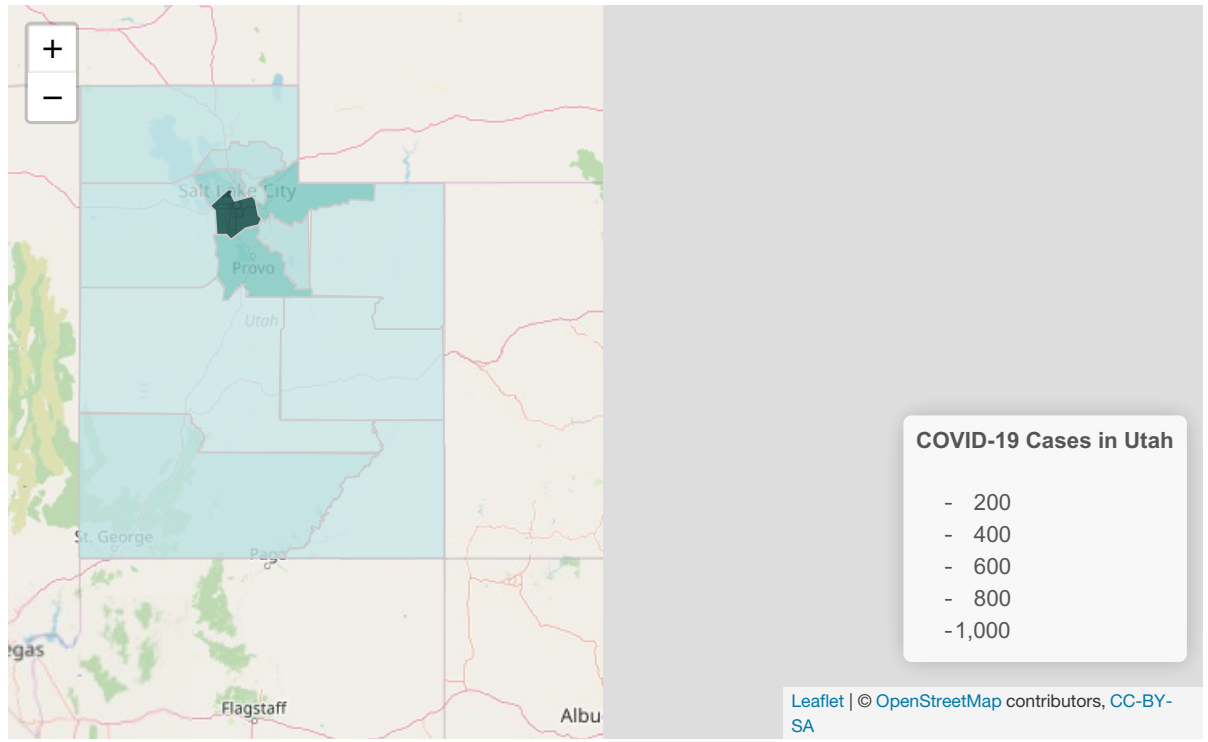 +
−
Salt Lake City
Provo
Utah
St. George
Page
egas
Flagstaff
Albu
COVID-19 Cases in Utah
- 200
- 400
- 600
- 800
-1,000
Leaflet | © OpenStreetMap contributors, CC-BY-
SA